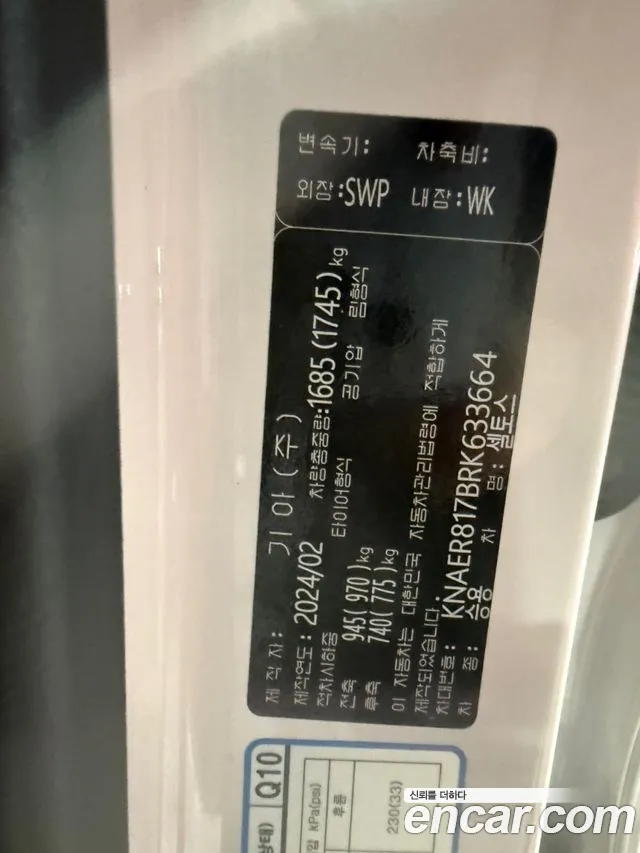 변속기: 차축비:
외장:SWP 내장:WK
제작자: 기아(주)
제작연도: 2024/02 차량총중량:1685(1745)kg
적차시하중 타이어형식 공기압 림형식
전축 945( 970)kg
후축 740( 775)kg
이 자동차는 대한민국 자동차관리법령에 적합하게
제작되었습니다.
차대번호: KNAER817BRK633664
차 종: 승용 차 명: 셀토스
Q10
kPa(psi)
후륜
230(33)
신뢰를 더하다
encar.com